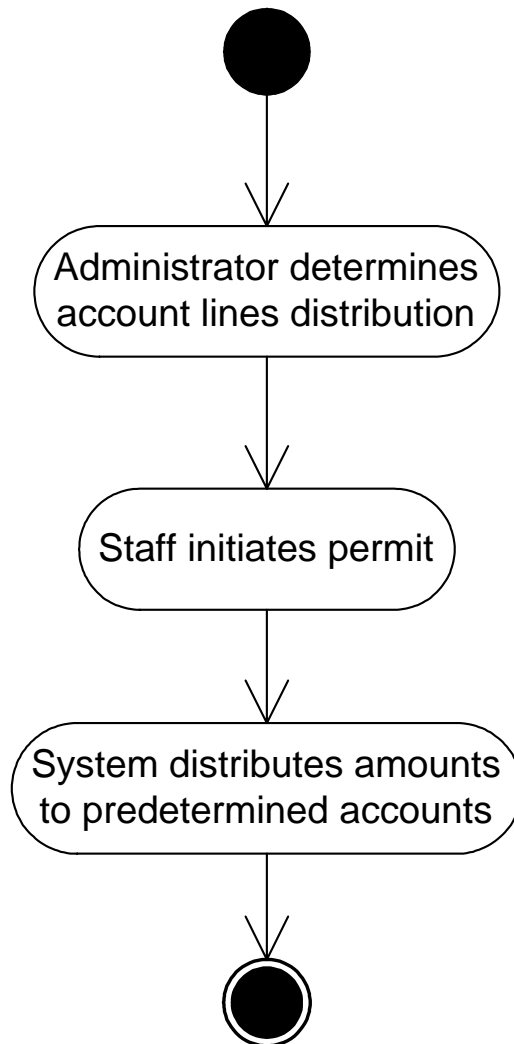 Administrator determines
account lines distribution
Staff initiates permit
System distributes amounts
to predetermined accounts